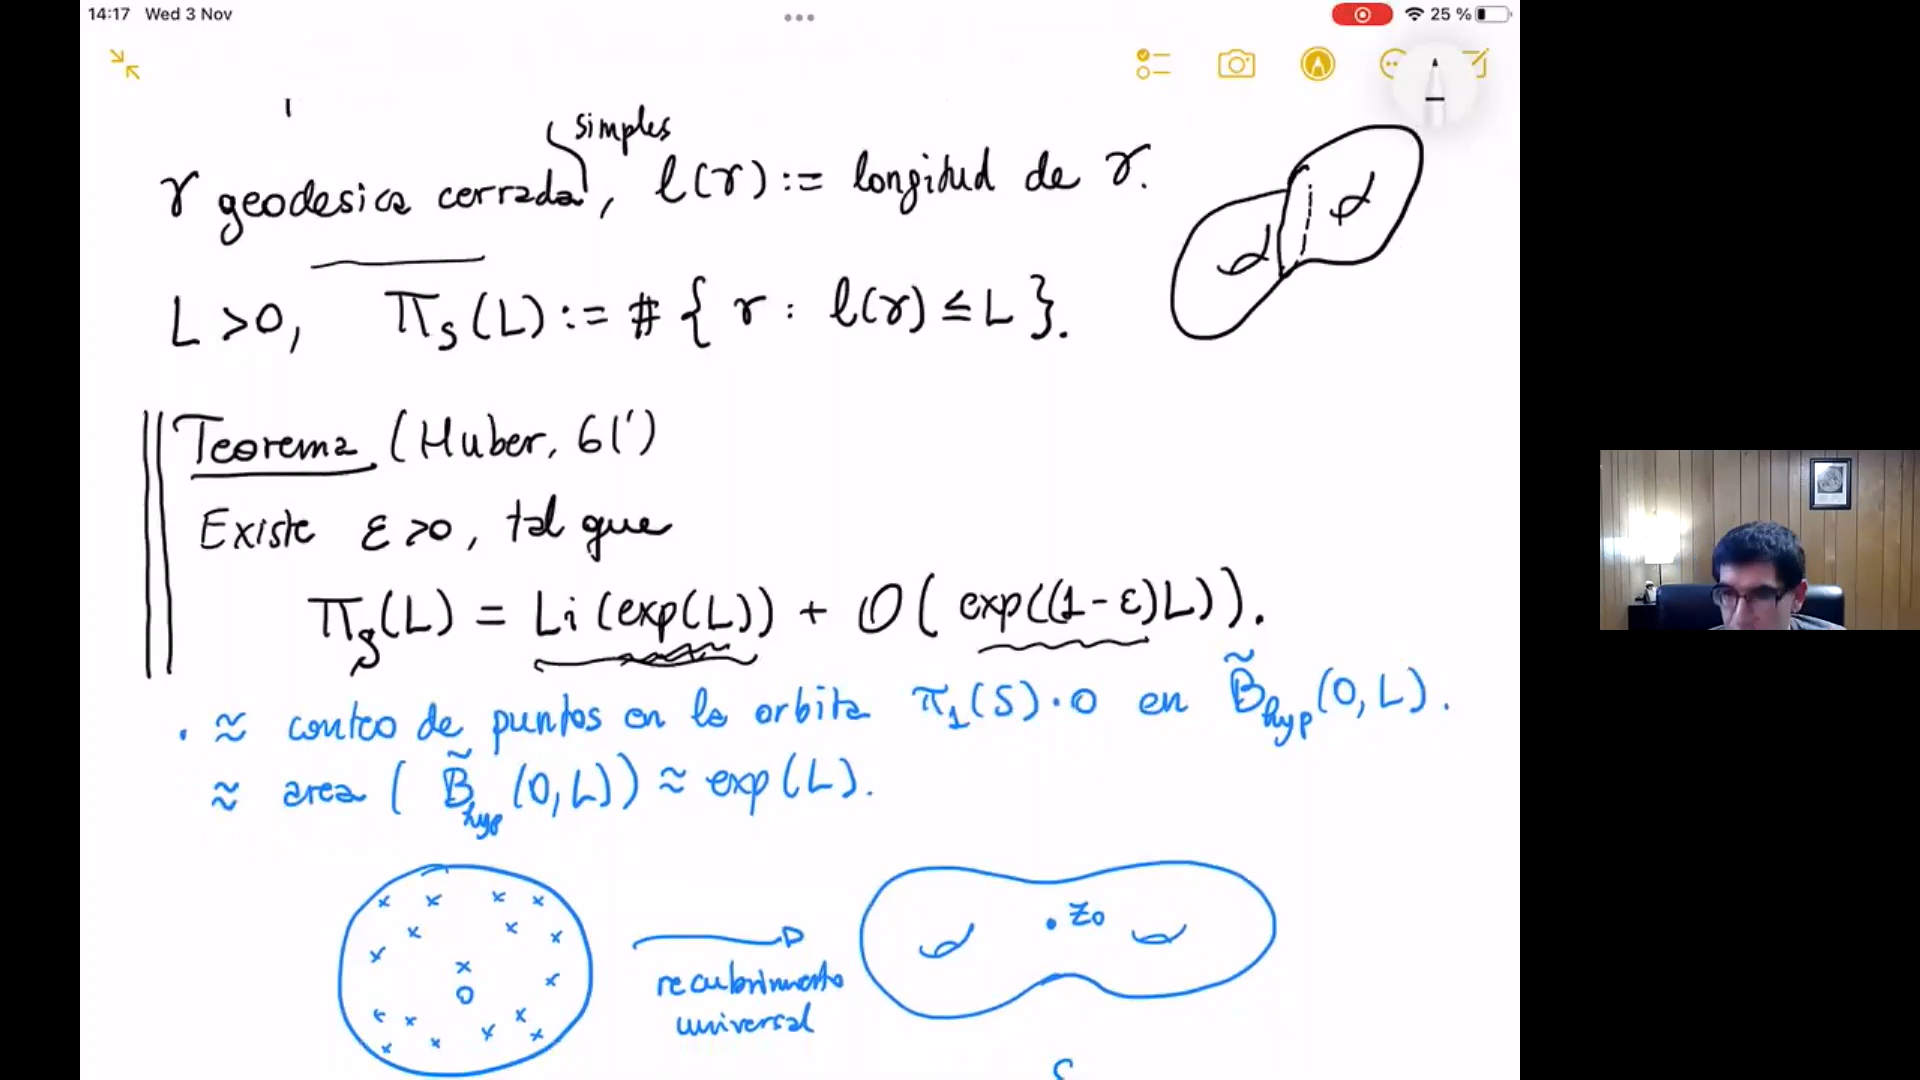 14:17 Wed 3 Nov
25 %
simples
γ geodesica cerrada, ℓ(γ) := longitud de γ.
L > 0, Π_S(L) := # { γ : ℓ(γ) ≤ L }.
Teorema (Huber, 61')
Existe ε > 0, tal que
Π_S(L) = Li(exp(L)) + O( exp((1-ε)L)).
· ≈ conteo de puntos en la orbita π_1(S)·0 en B̃_hyp(0, L).
≈ area ( B̃_hyp (0, L)) ≈ exp(L).
z_0
0
recubrimiento
universal
S